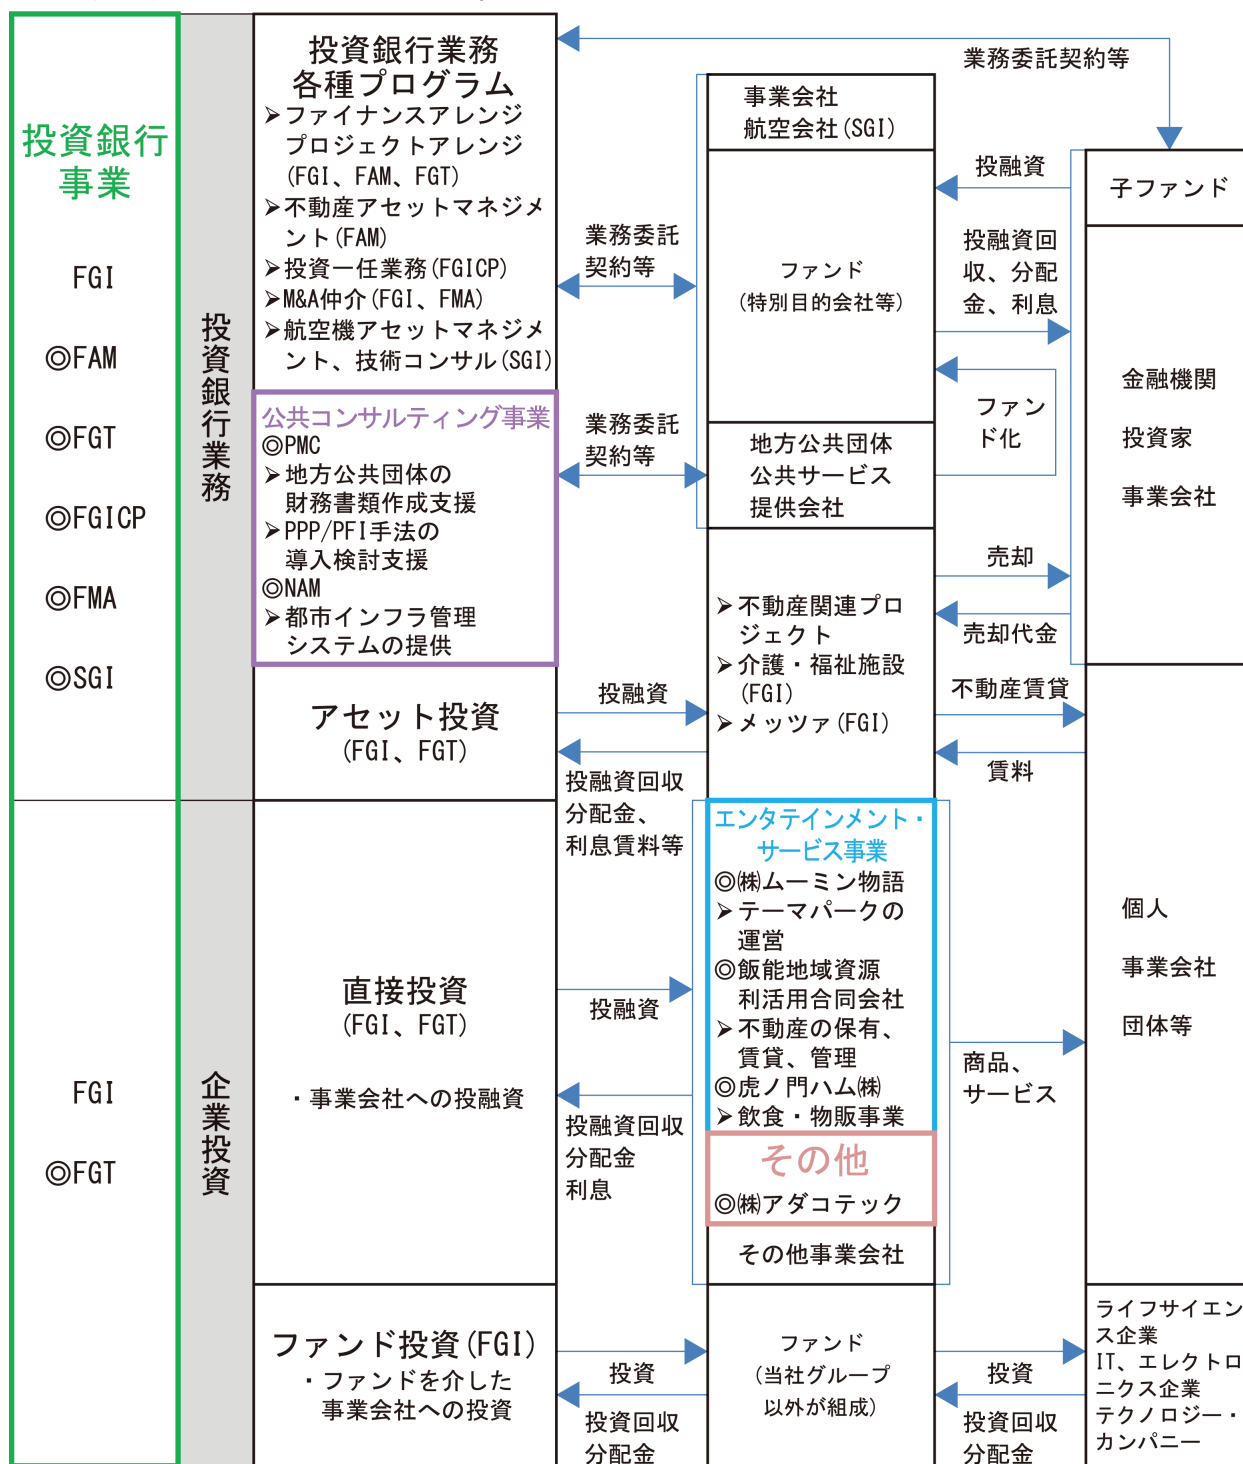 投資銀行
事業
FGI
◎FAM
◎FGT
◎FGICP
◎FMA
◎SGI
FGI
◎FGT
投資銀行業務
企業投資
投資銀行業務
各種プログラム
➢ファイナンスアレンジ
プロジェクトアレンジ
(FGI、FAM、FGT)
➢不動産アセットマネジメ
ント(FAM)
➢投資一任業務(FGICP)
➢M&A仲介(FGI、FMA)
➢航空機アセットマネジメ
ント、技術コンサル(SGI)
公共コンサルティング事業
◎PMC
➢地方公共団体の
財務書類作成支援
➢PPP/PFI手法の
導入検討支援
◎NAM
➢都市インフラ管理
システムの提供
アセット投資
(FGI、FGT)
直接投資
(FGI、FGT)
・事業会社への投融資
ファンド投資(FGI)
・ファンドを介した
事業会社への投資
業務委託
契約等
業務委託
契約等
投融資
投融資回収
分配金、
利息賃料等
投融資
投融資回収
分配金
利息
投資
投資回収
分配金
事業会社
航空会社(SGI)
ファンド
(特別目的会社等)
地方公共団体
公共サービス
提供会社
➢不動産関連プロ
ジェクト
➢介護・福祉施設
(FGI)
➢メッツァ(FGI)
エンタテインメント・
サービス事業
◎㈱ムーミン物語
➢テーマパークの
運営
◎飯能地域資源
利活用合同会社
➢不動産の保有、
賃貸、管理
◎虎ノ門ハム㈱
➢飲食・物販事業
その他
◎㈱アダコテック
その他事業会社
ファンド
(当社グループ
以外が組成)
業務委託契約等
投融資
投融資回
収、分配
金、利息
ファン
ド化
売却
売却代金
不動産賃貸
賃料
商品、
サービス
投資
投資回収
分配金
子ファンド
金融機関
投資家
事業会社
個人
事業会社
団体等
ライフサイエン
ス企業
IT、エレクトロ
ニクス企業
テクノロジー・
カンパニー